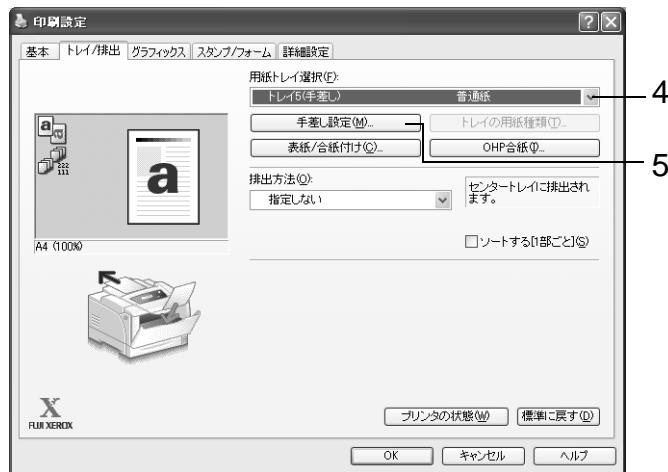 印刷設定
基本 トレイ/排出 グラフィックス スタンプ/フォーム 詳細設定
用紙トレイ選択(F):
トレイ5(手差し) 普通紙
4
手差し設定(M)... トレイの用紙種類(T)...
表紙/合紙付け(C)... OHP合紙(I)...
5
排出方法(O):
指定しない
センタートレイに排出されます。
ソートする[1部ごと](S)
a a
222
111
a
A4 (100%)
X
FUJI XEROX
プリンタの状態(W) 標準に戻す(D)
OK キャンセル ヘルプ